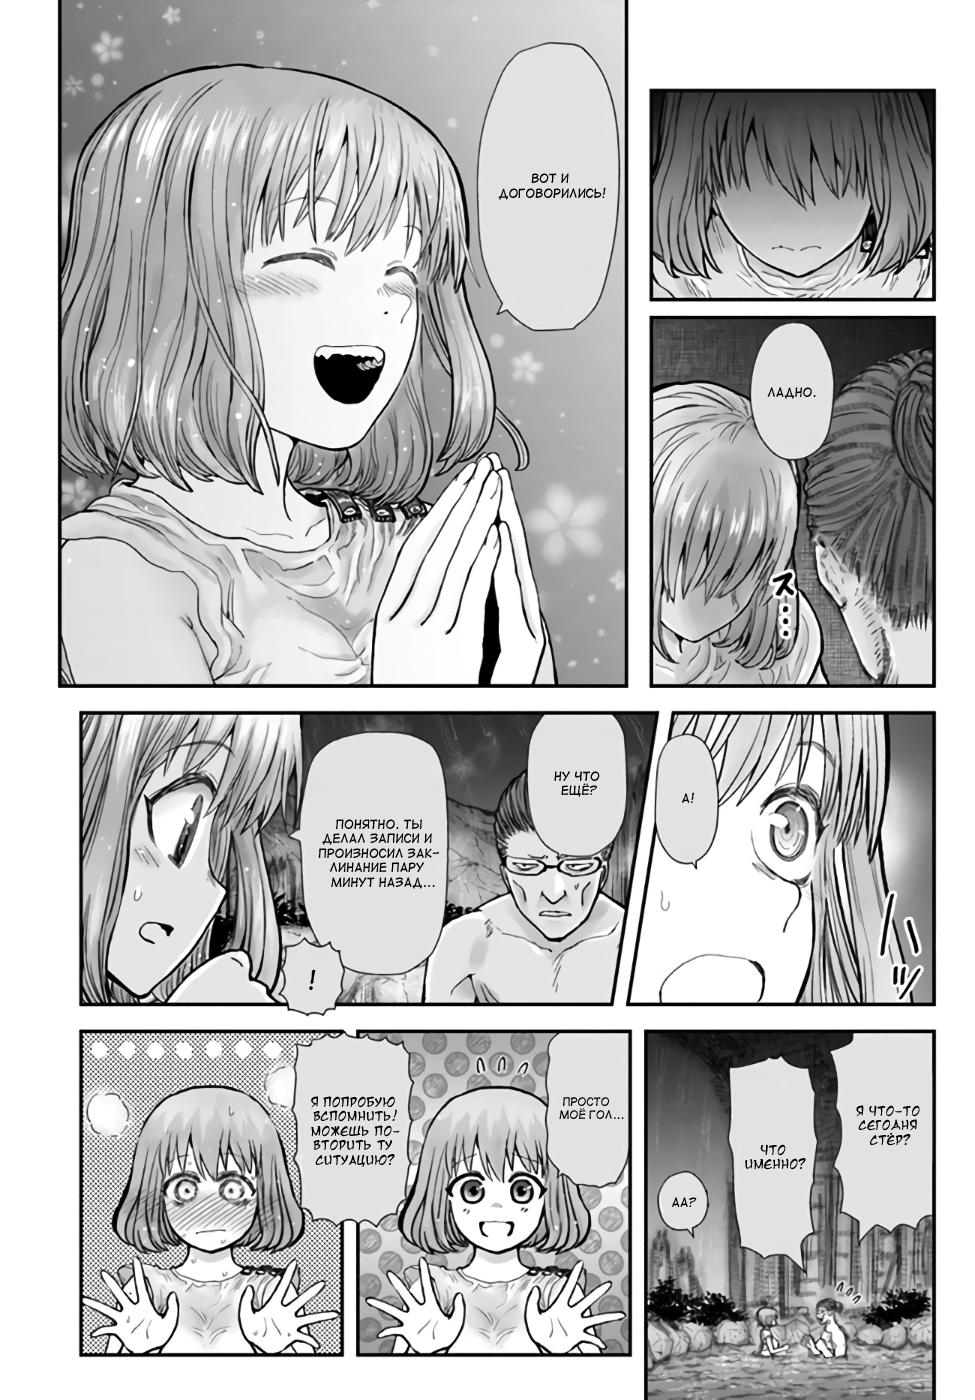 ЛАДНО.
ス....
ВОТ И
ДОГОВОРИЛИСЬ!
А!
ッ
НУ ЧТО
ЕЩЁ?
ПОНЯТНО. ТЫ
ДЕЛАЛ ЗАПИСИ И
ПРОИЗНОСИЛ ЗАК-
ЛИНАНИЕ ПАРУ
МИНУТ НАЗАД...
!
Я ЧТО-ТО
СЕГОДНЯ
СТЁР?
ЧТО
ИМЕННО?
АА?
ПРОСТО
МОЁ ГОЛ...
Я ПОПРОБУЮ
ВСПОМНИТЬ!
МОЖЕШЬ ПО-
ВТОРИТЬ ТУ
СИТУАЦИЮ?